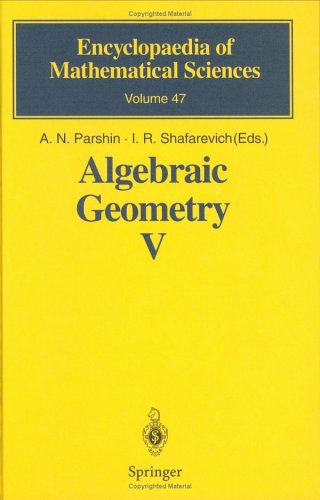 Copyrighted Material
Encyclopaedia of
Mathematical Sciences
Volume 47
A. N. Parshin · I. R. Shafarevich (Eds.)
Algebraic
Geometry
V
Springer
Copyrighted Material